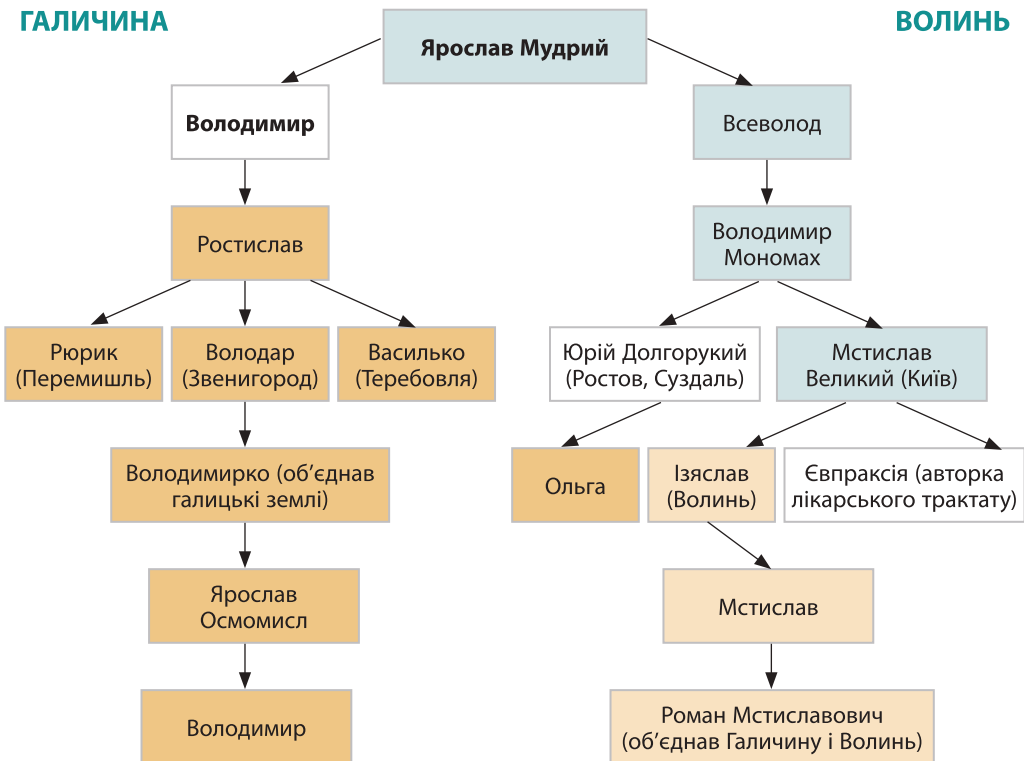 ГАЛИЧИНА
ВОЛИНЬ
Ярослав Мудрий
Володимир
Всеволод
Ростислав
Володимир
Мономах
Рюрик
(Перемишль)
Володар
(Звенигород)
Василько
(Теребовля)
Юрій Долгорукий
(Ростов, Суздаль)
Мстислав
Великий (Київ)
Володимирко (об’єднав
галицькі землі)
Ольга
Ізяслав
(Волинь)
Євпраксія (авторка
лікарського трактату)
Ярослав
Осмомисл
Мстислав
Володимир
Роман Мстиславович
(об’єднав Галичину і Волинь)